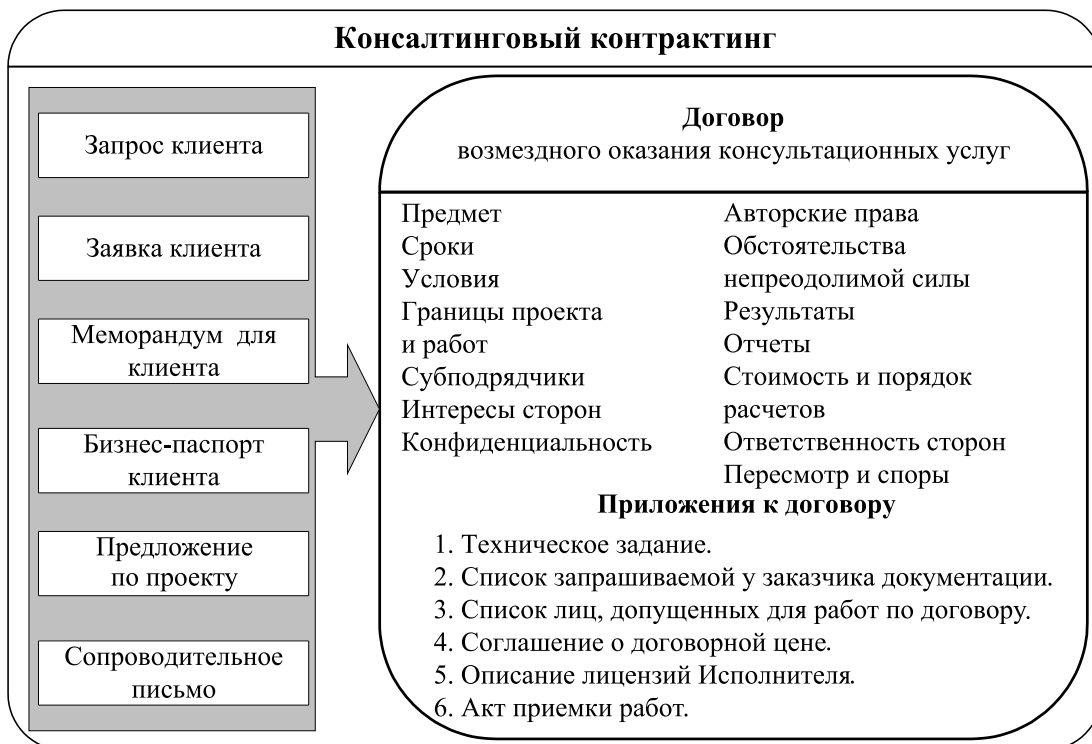 Консалтинговый контрактинг
Запрос клиента
Заявка клиента
Меморандум для
клиента
Бизнес-паспорт
клиента
Предложение
по проекту
Сопроводительное
письмо
Договор
возмездного оказания консультационных услуг
Предмет
Сроки
Условия
Границы проекта
и работ
Субподрядчики
Интересы сторон
Конфиденциальность
Авторские права
Обстоятельства
непреодолимой силы
Результаты
Отчеты
Стоимость и порядок
расчетов
Ответственность сторон
Пересмотр и споры
Приложения к договору
1. Техническое задание.
2. Список запрашиваемой у заказчика документации.
3. Список лиц, допущенных для работ по договору.
4. Соглашение о договорной цене.
5. Описание лицензий Исполнителя.
6. Акт приемки работ.